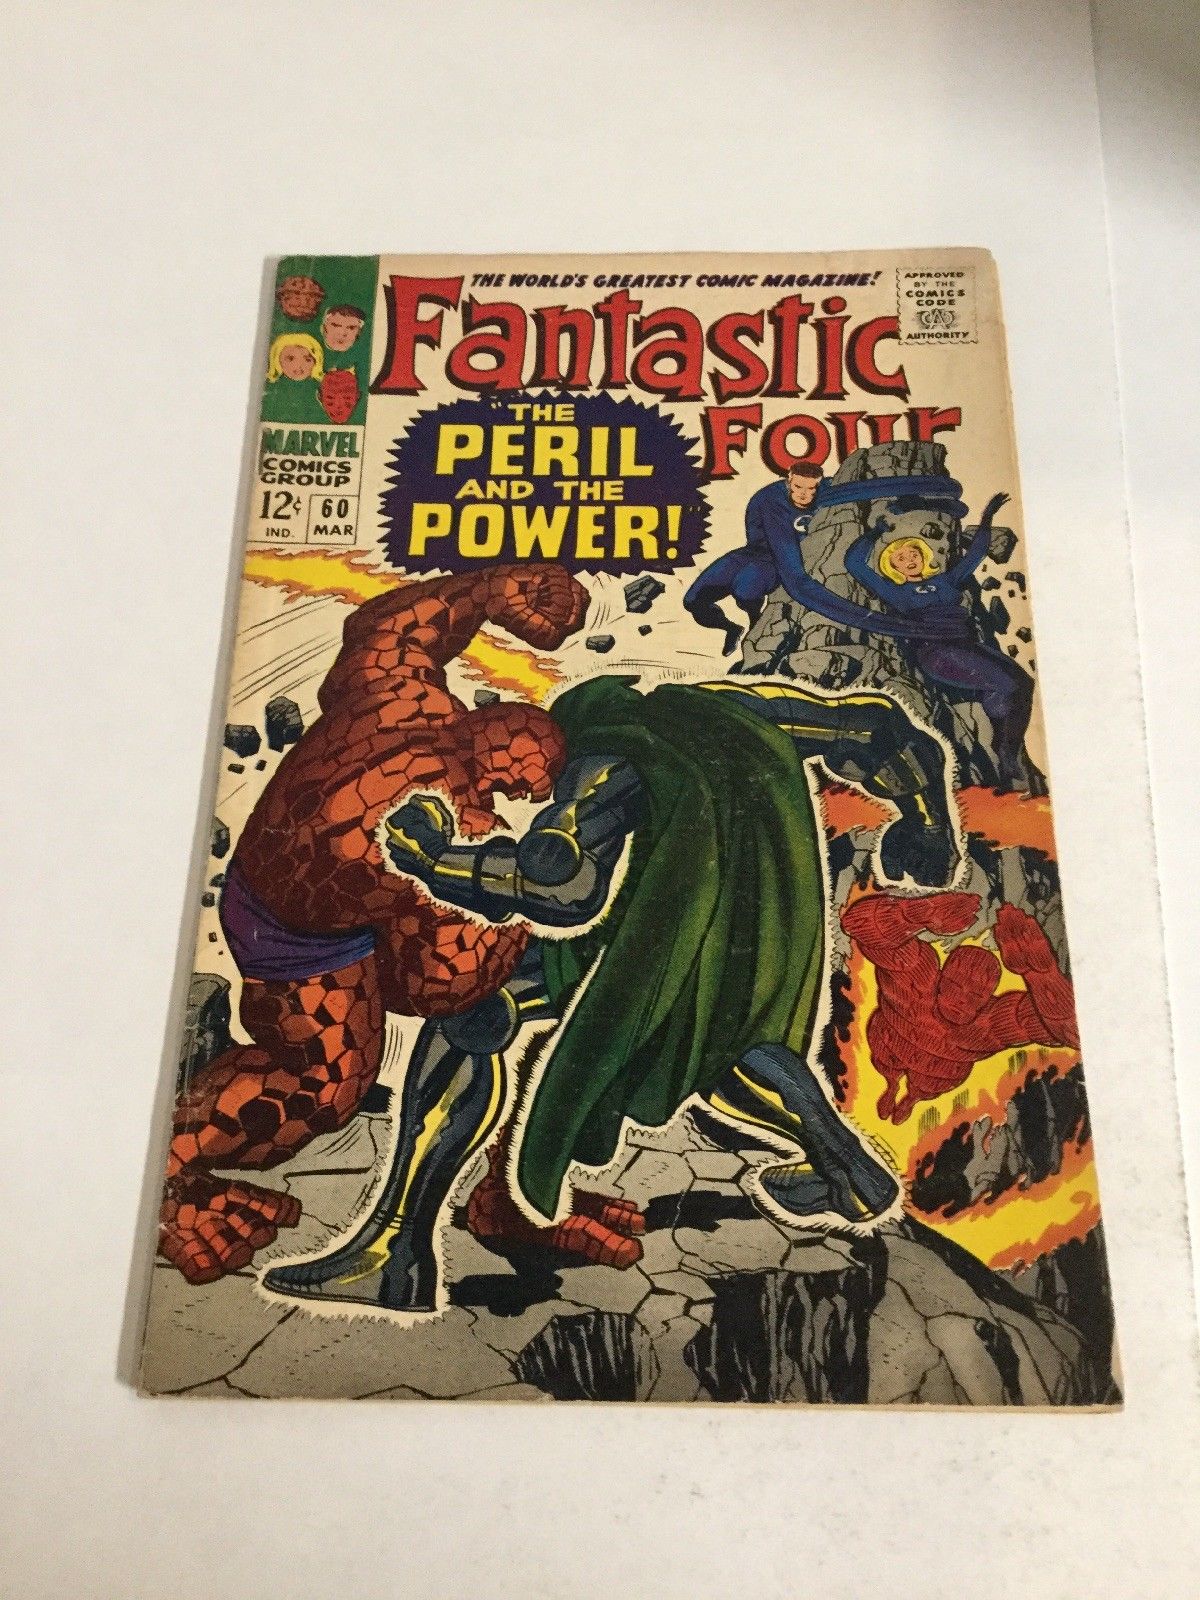 THE WORLD'S GREATEST COMIC MAGAZINE!
APPROVED
BY THE
COMICS
CODE
CA
AUTHORITY
Fantastic
Four
"THE
PERIL
AND THE
POWER!"
MARVEL
COMICS
GROUP
12¢
IND.
60
MAR